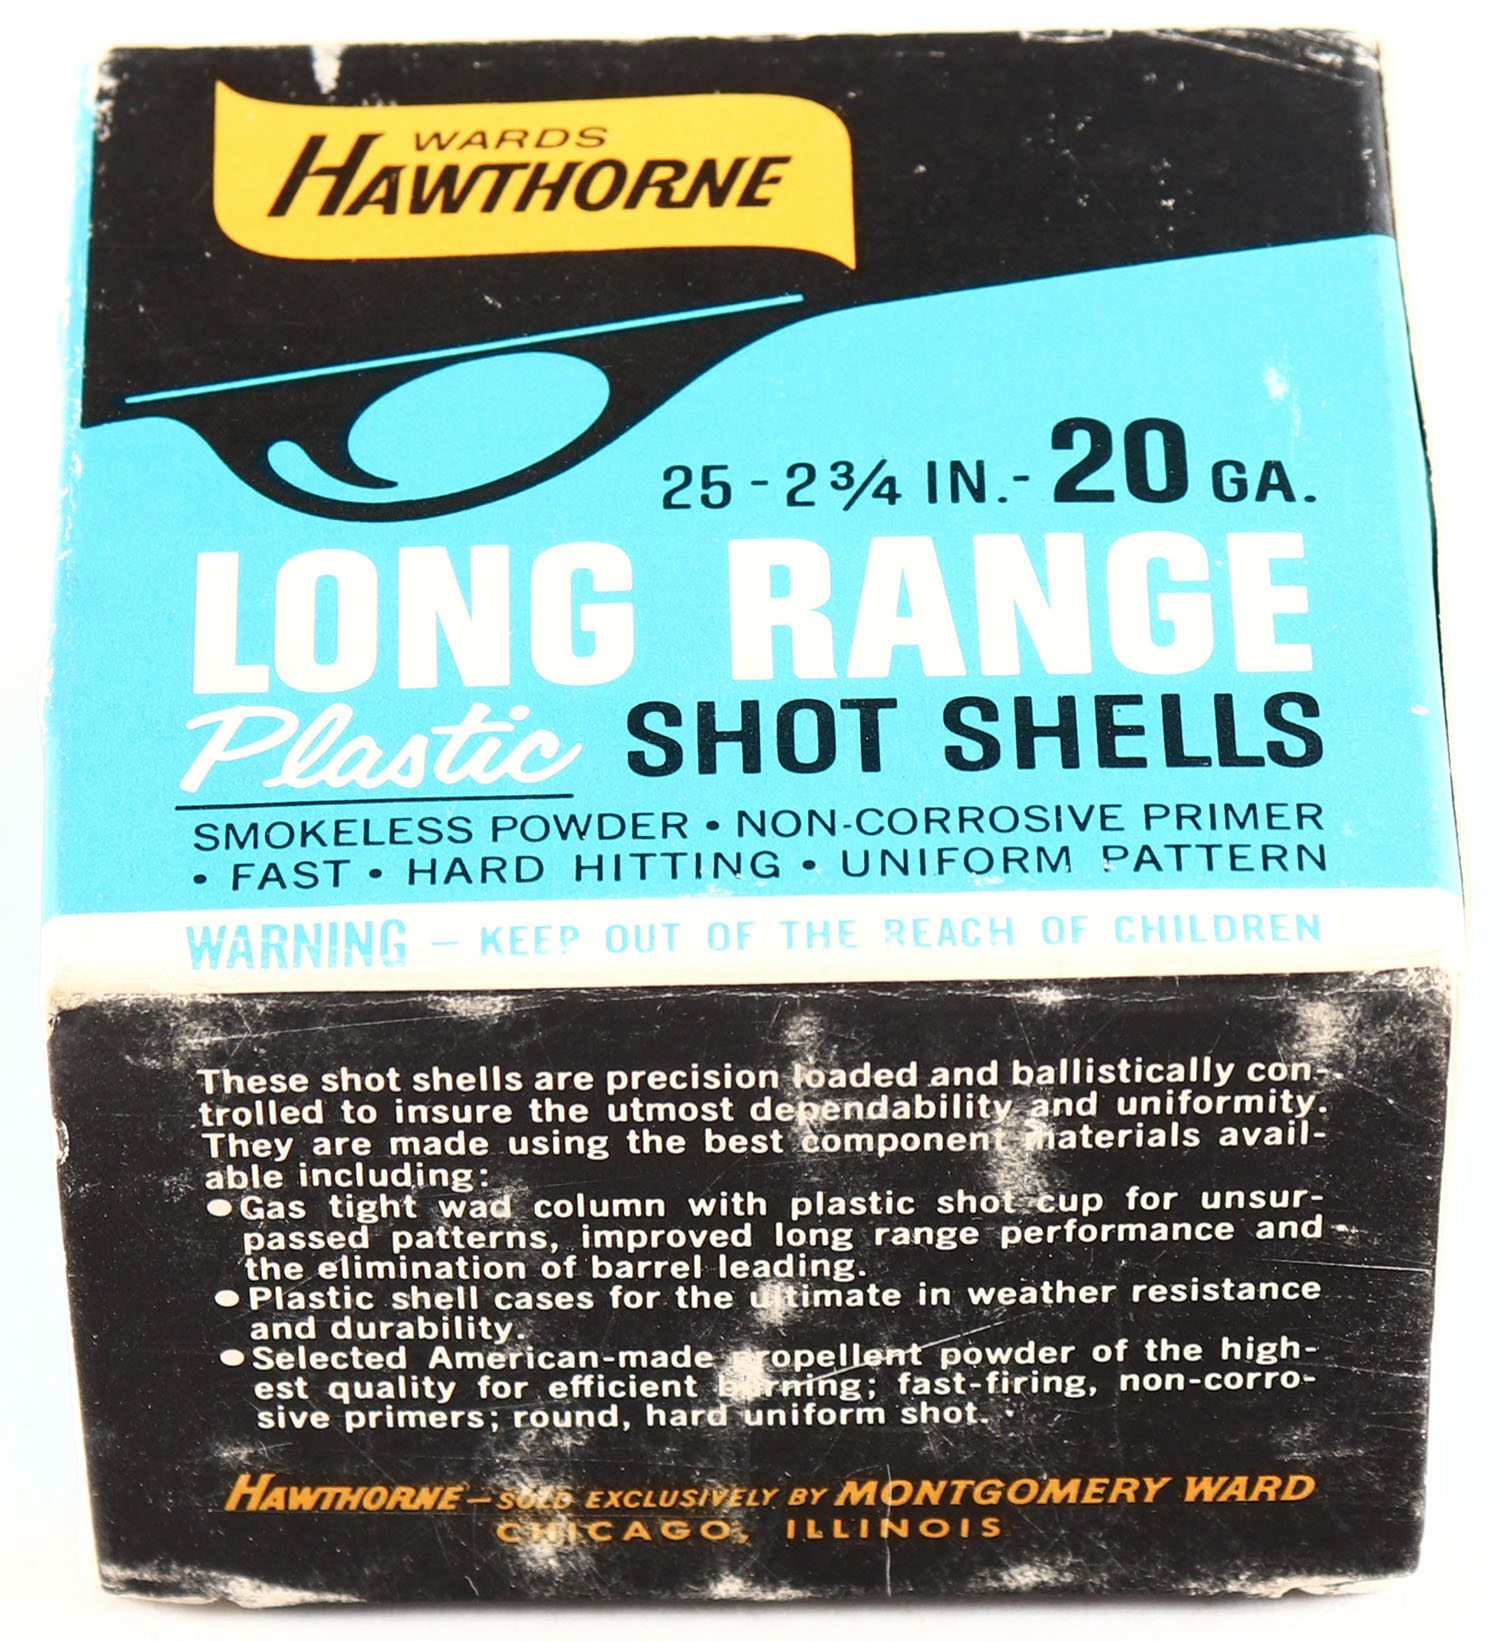 WARDS
HAWTHORNE
25 - 2 3/4 IN. - 20 GA.
LONG RANGE
Plastic SHOT SHELLS
SMOKELESS POWDER • NON-CORROSIVE PRIMER
• FAST • HARD HITTING • UNIFORM PATTERN
WARNING – KEEP OUT OF THE REACH OF CHILDREN
These shot shells are precision loaded and ballistically con-
trolled to insure the utmost dependability and uniformity.
They are made using the best component materials avail-
able including:
• Gas tight wad column with plastic shot cup for unsur-
passed patterns, improved long range performance and
the elimination of barrel leading.
• Plastic shell cases for the ultimate in weather resistance
and durability.
• Selected American-made propellent powder of the high-
est quality for efficient burning; fast-firing, non-corro-
sive primers; round, hard uniform shot.
HAWTHORNE – SOLD EXCLUSIVELY BY MONTGOMERY WARD
CHICAGO, ILLINOIS